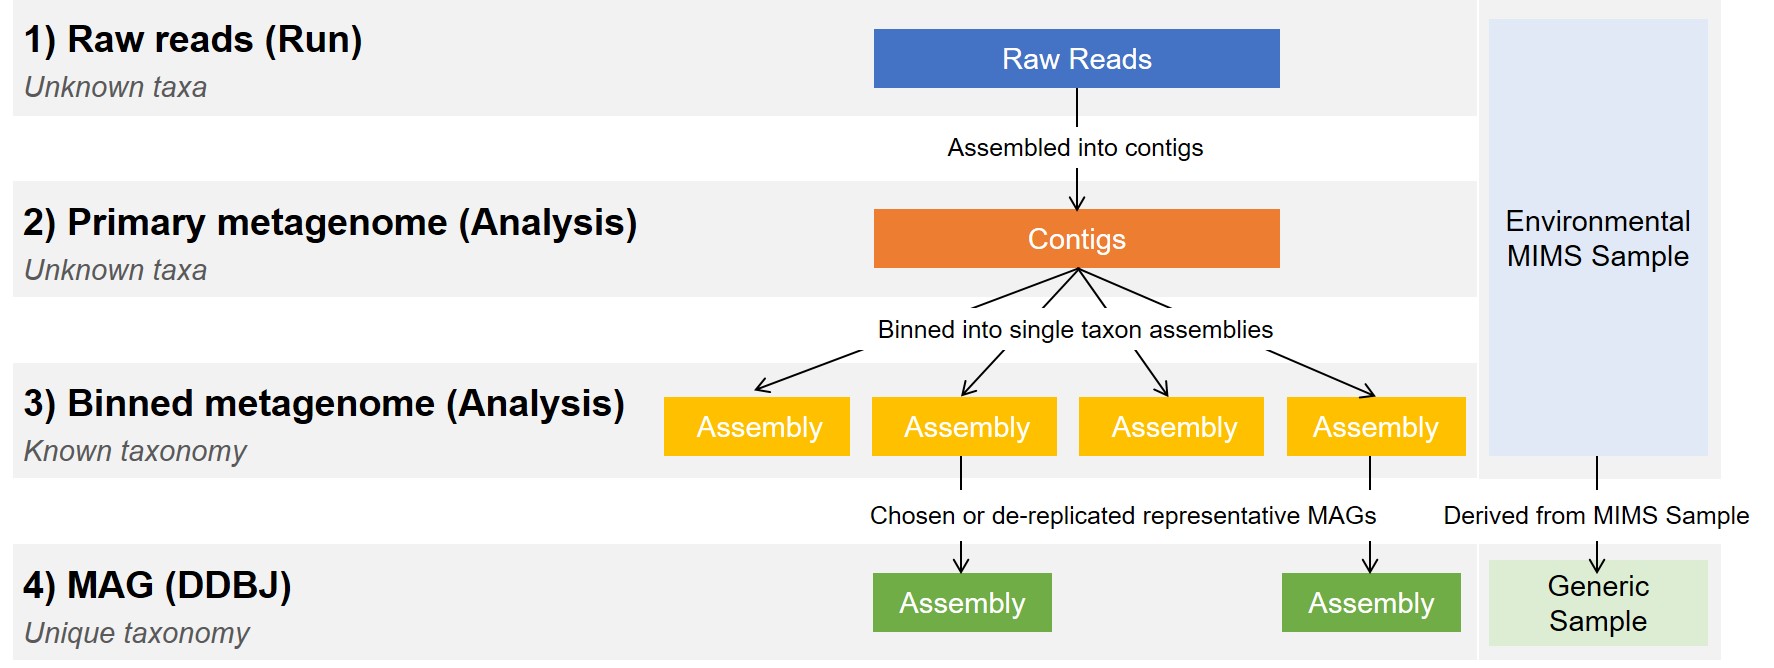 1) Raw reads (Run)
Unknown taxa
Raw Reads
Assembled into contigs
2) Primary metagenome (Analysis)
Unknown taxa
Contigs
Environmental
MIMS Sample
Binned into single taxon assemblies
3) Binned metagenome (Analysis)
Known taxonomy
Assembly
Assembly
Assembly
Assembly
Chosen or de-replicated representative MAGs
Derived from MIMS Sample
4) MAG (DDBJ)
Unique taxonomy
Assembly
Assembly
Generic
Sample